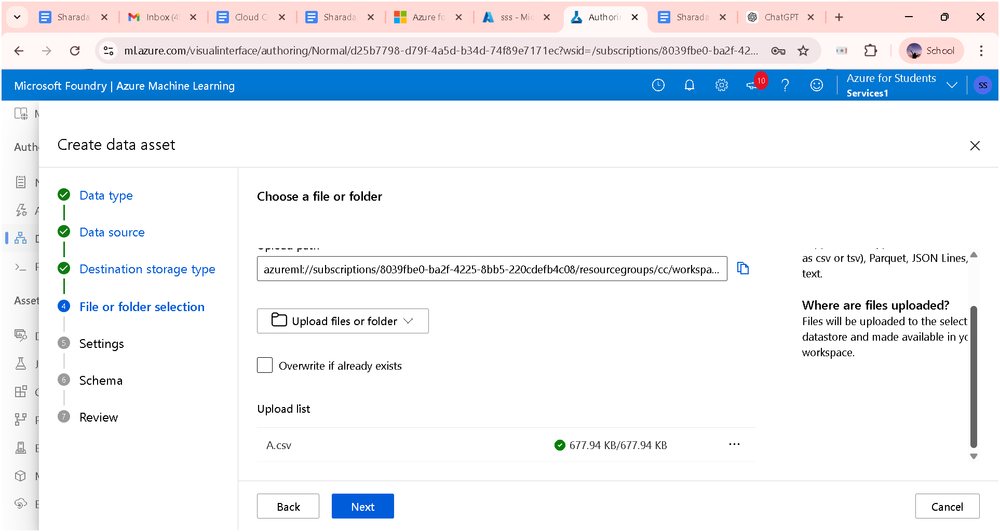 Sharada
Inbox (4
Cloud C
Sharada
Azure fo
sss - Mic
Authorin
Sharada
ChatGPT
ml.azure.com/visualinterface/authoring/Normal/d25b7798-d79f-4a5d-b34d-74f89e7171ec?wsid=/subscriptions/8039fbe0-ba2f-42...
School
Microsoft Foundry | Azure Machine Learning
10
Azure for Students
Services1
SS
Auth
Create data asset
Data type
Data source
Destination storage type
4
File or folder selection
Asset
5
Settings
6
Schema
7
Review
Choose a file or folder
Upload path
azureml://subscriptions/8039fbe0-ba2f-4225-8bb5-220cdefb4c08/resourcegroups/cc/workspa...
Upload files or folder
Overwrite if already exists
Upload list
A.csv
677.94 KB/677.94 KB
as csv or tsv), Parquet, JSON Lines,
text.
Where are files uploaded?
Files will be uploaded to the select
datastore and made available in yo
workspace.
Back
Next
Cancel